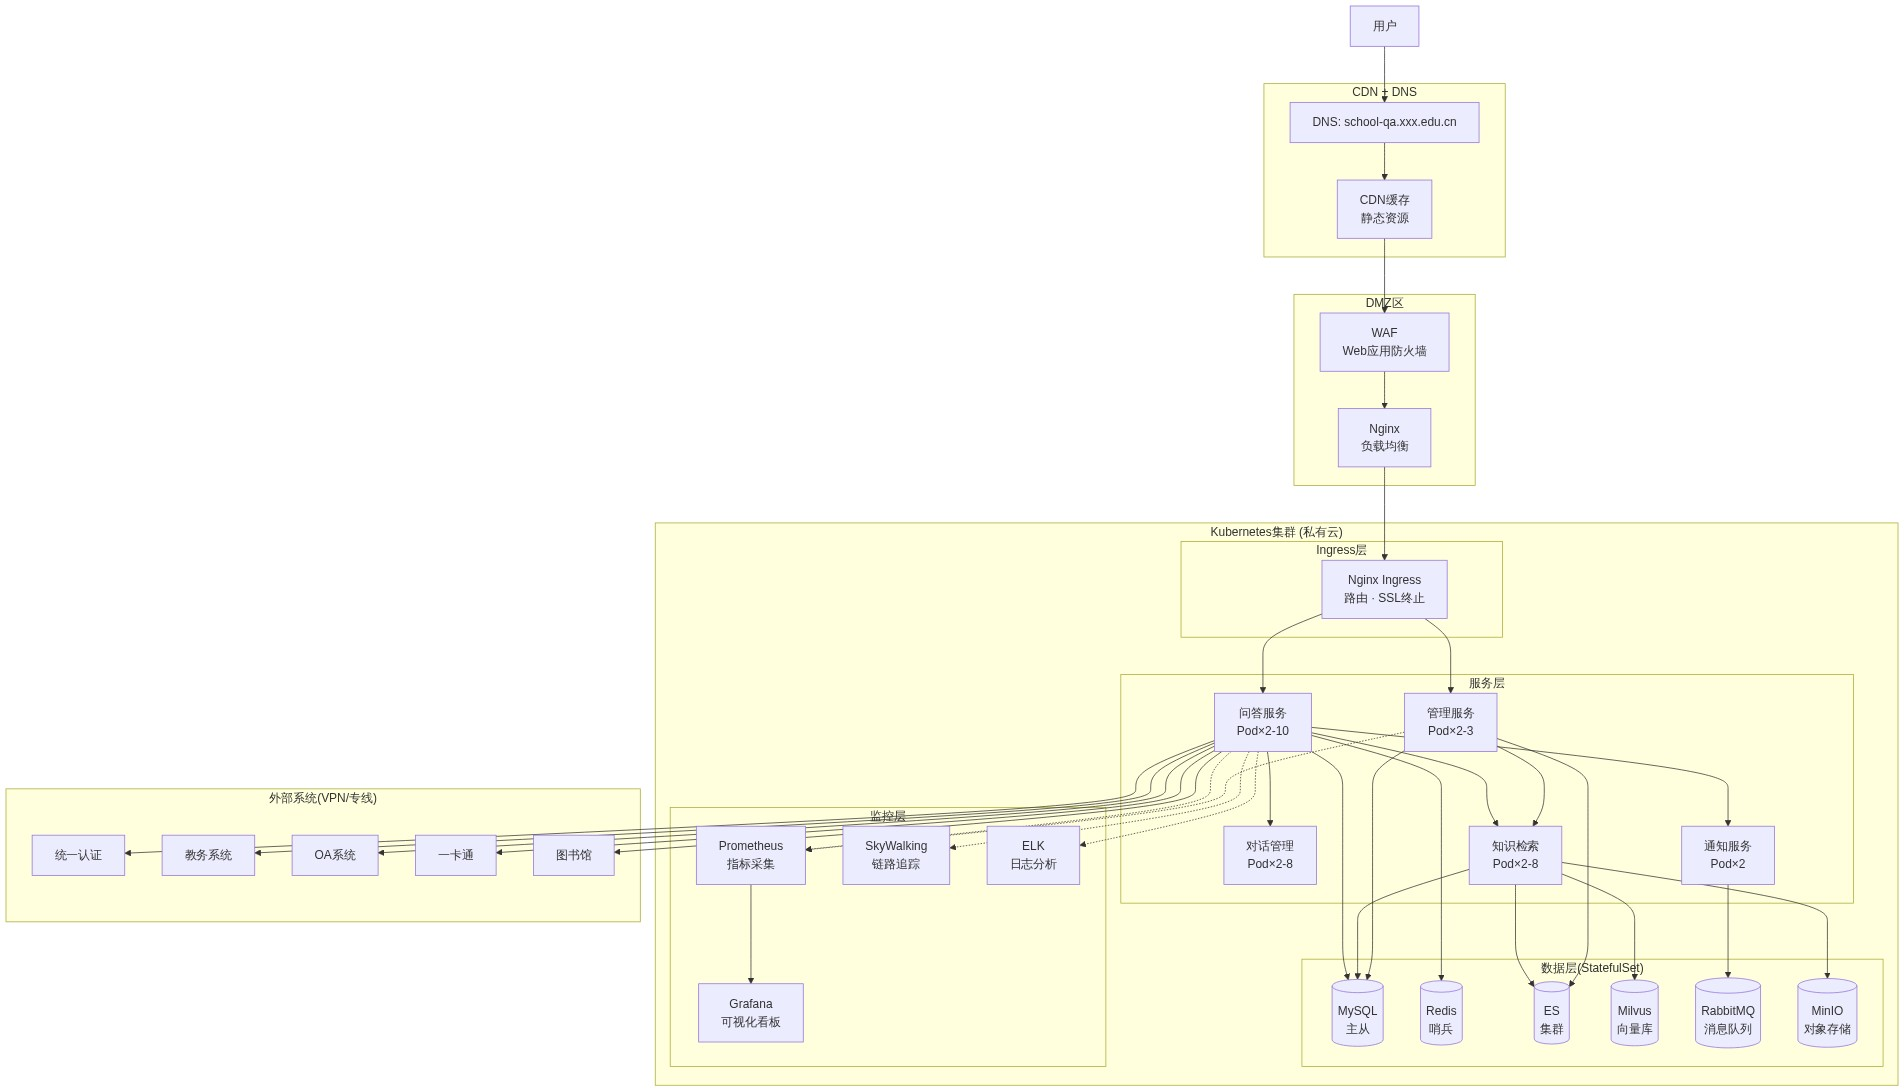 用户
CDN + DNS
DNS: school-qa.xxx.edu.cn
CDN缓存
静态资源
DMZ区
WAF
Web应用防火墙
Nginx
负载均衡
Kubernetes集群 (私有云)
Ingress层
Nginx Ingress
路由 · SSL终止
服务层
问答服务
Pod×2-10
管理服务
Pod×2-3
外部系统(VPN/专线)
统一认证
教务系统
OA系统
一卡通
图书馆
监控层
Prometheus
指标采集
SkyWalking
链路追踪
ELK
日志分析
对话管理
Pod×2-8
知识检索
Pod×2-8
通知服务
Pod×2
Grafana
可视化看板
数据层(StatefulSet)
MySQL
主从
Redis
哨兵
ES
集群
Milvus
向量库
RabbitMQ
消息队列
MinIO
对象存储